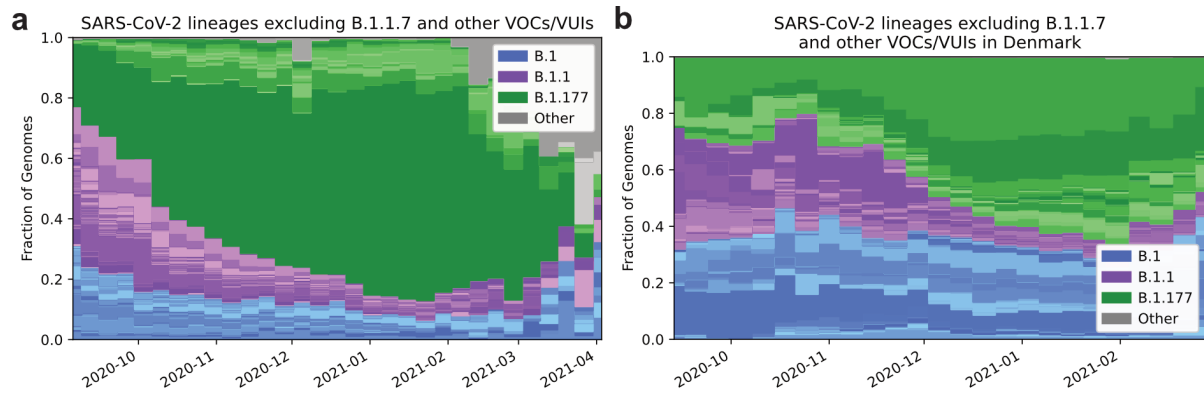 a
SARS-CoV-2 lineages excluding B.1.1.7 and other VOCs/VUIs
Fraction of Genomes
1.0
0.8
0.6
0.4
0.2
0.0
B.1
B.1.1
B.1.177
Other
2020-10
2020-11
2020-12
2021-01
2021-02
2021-03
2021-04
b
SARS-CoV-2 lineages excluding B.1.1.7
and other VOCs/VUIs in Denmark
Fraction of Genomes
1.0
0.8
0.6
0.4
0.2
0.0
B.1
B.1.1
B.1.177
Other
2020-10
2020-11
2020-12
2021-01
2021-02